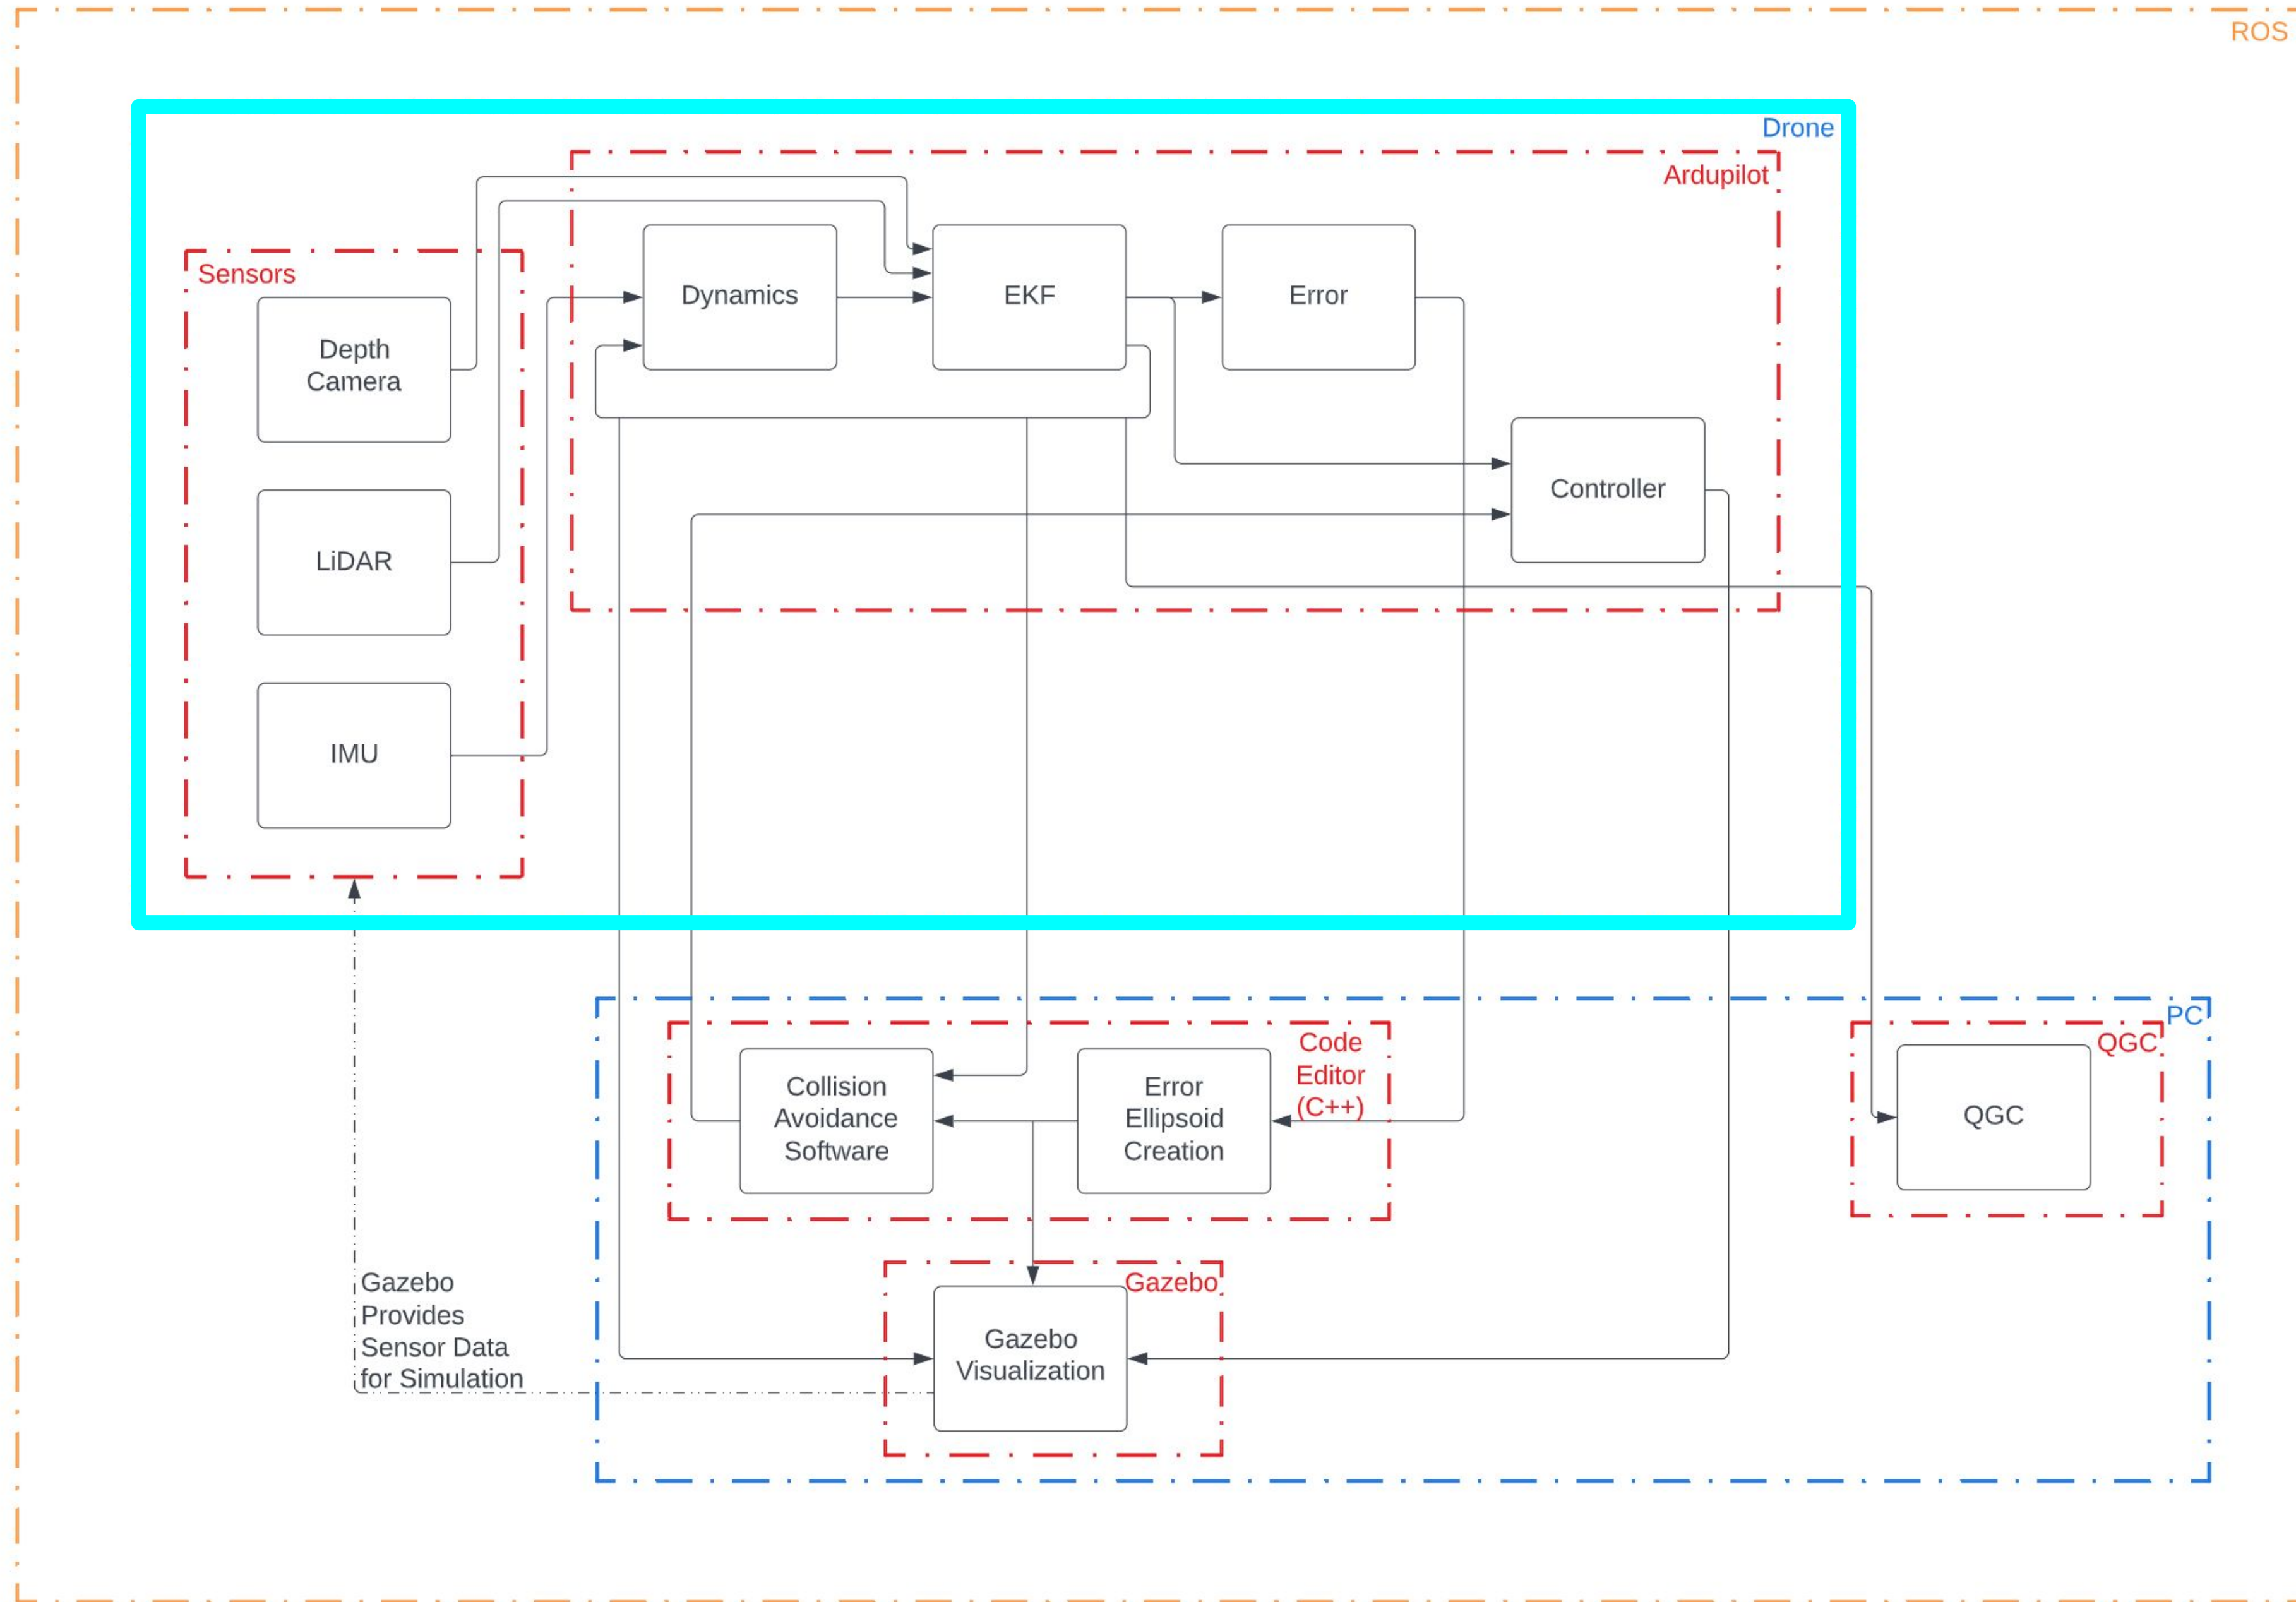 ROS
Drone
Ardupilot
Sensors
Dynamics
EKF
Error
Depth
Camera
Controller
LiDAR
IMU
PC
Code
Editor
(C++)
QGC
Collision
Avoidance
Software
Error
Ellipsoid
Creation
QGC
Gazebo
Gazebo
Provides
Sensor Data
for Simulation
Gazebo
Visualization